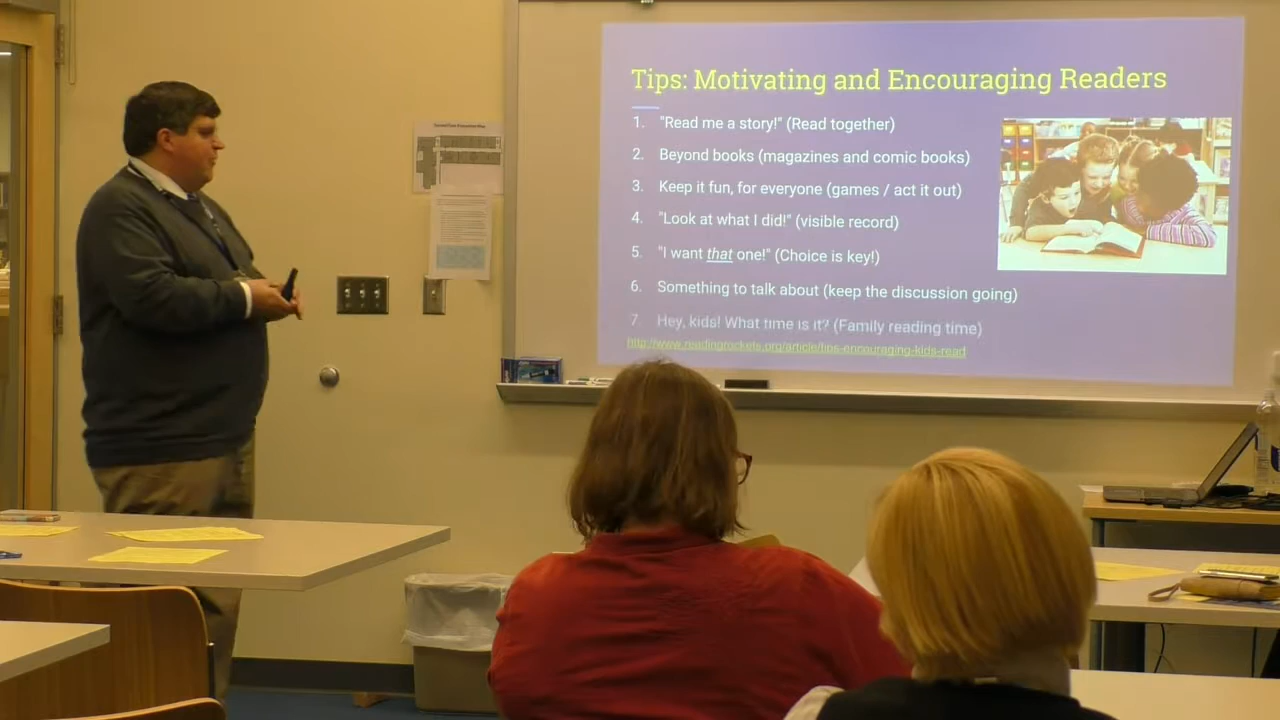 Tips: Motivating and Encouraging Readers
1. "Read me a story!" (Read together)
2. Beyond books (magazines and comic books)
3. Keep it fun, for everyone (games / act it out)
4. "Look at what I did!" (visible record)
5. "I want that one!" (Choice is key!)
6. Something to talk about (keep the discussion going)
7. Hey, kids! What time is it? (Family reading time)
http://www.readingrockets.org/article/tips-encouraging-kids-read